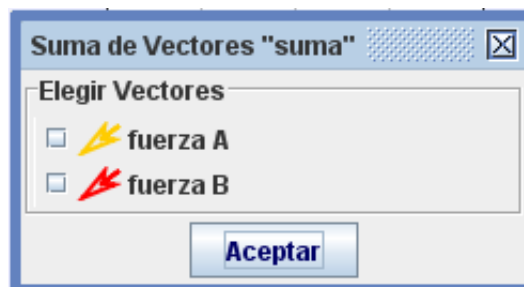 Suma de Vectores "suma"
Elegir Vectores
fuerza A
fuerza B
Aceptar